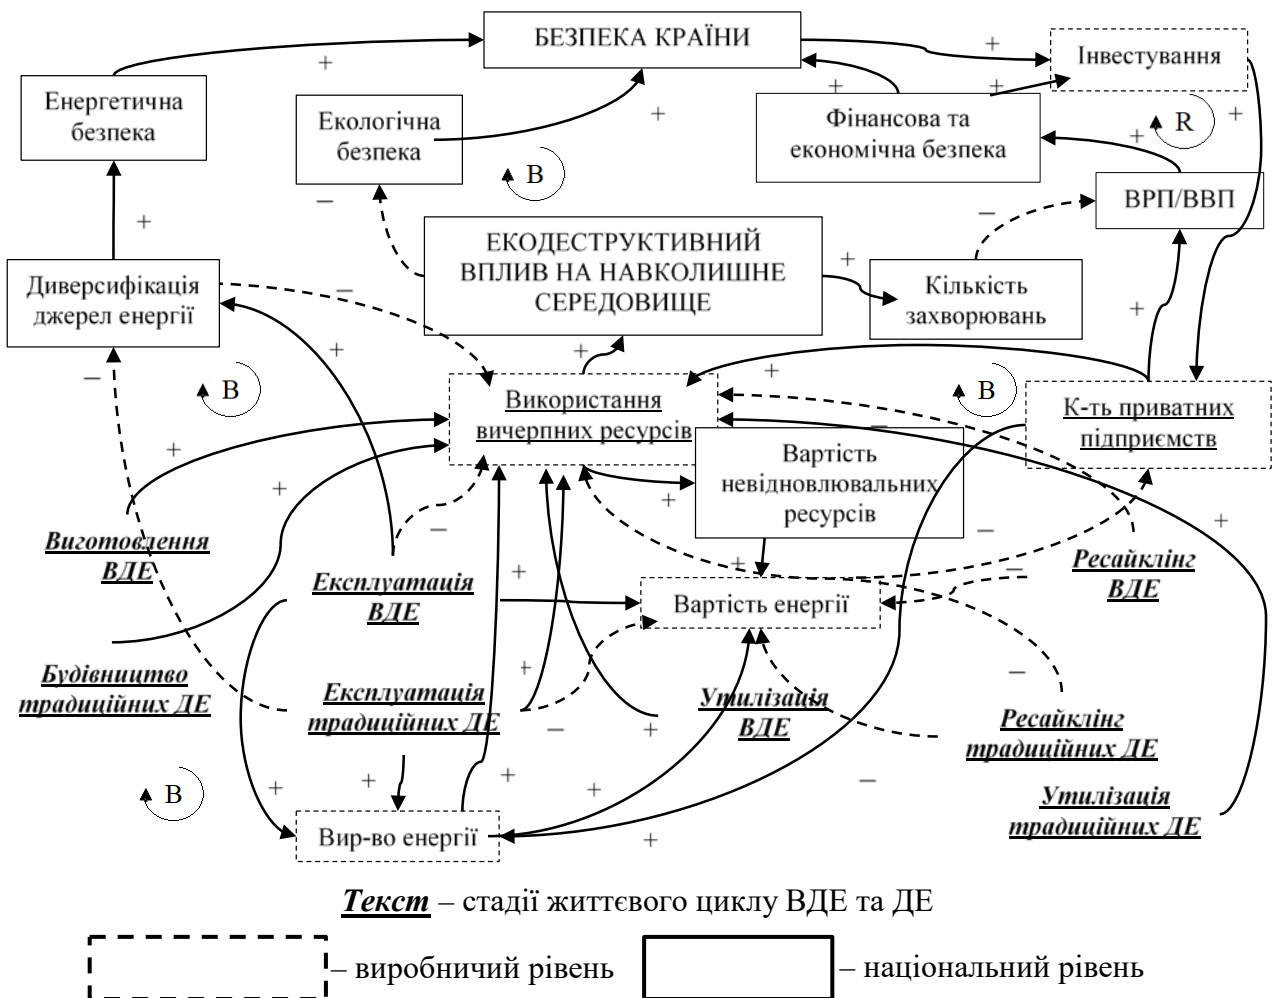 БЕЗПЕКА КРАЇНИ
+
Інвестування
+
+
+
Енергетична
безпека
Екологічна
безпека
+
Фінансова та
економічна безпека
R
+
+
B
–
–
ВРП/ВВП
+
ЕКОДЕСТРУКТИВНИЙ
ВПЛИВ НА НАВКОЛИШНЄ
СЕРЕДОВИЩЕ
+
Диверсифікація
джерел енергії
–
Кількість
захворювань
+
+
+
–
B
+
B
Використання
вичерпних ресурсів
К-ть приватних
підприємств
–
+
Вартість
невідновлювальних
ресурсів
+
+
–
–
+
Виготовлення
ВДЕ
Експлуатація
ВДЕ
+
+
–
Ресайклінг
ВДЕ
Вартість енергії
Будівництво
традиційних ДЕ
+
–
Експлуатація
традиційних ДЕ
Утилізація
ВДЕ
Ресайклінг
традиційних ДЕ
–
+
B
+
+
+
+
–
Утилізація
традиційних ДЕ
Вир-во енергії
+
Текст – стадії життєвого циклу ВДЕ та ДЕ
– виробничий рівень
– національний рівень